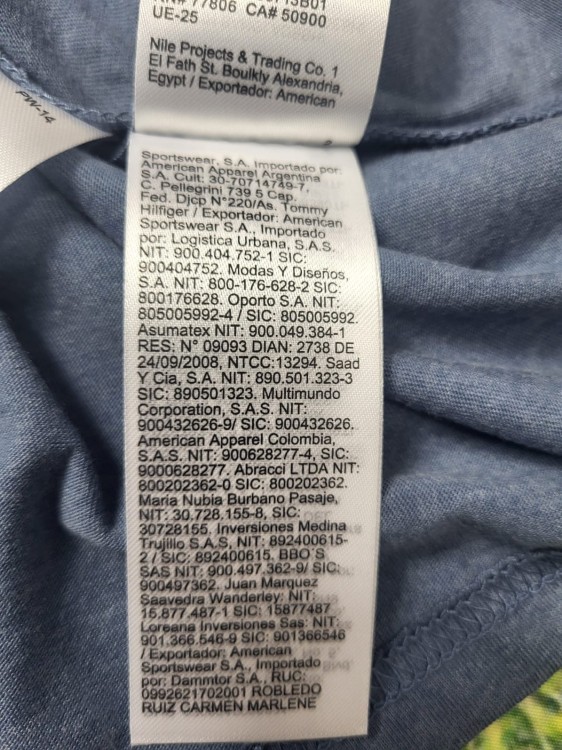 77806 CA# 50900
UE-25
Nile Projects & Trading Co. 1
El Fath St. Boulkly Alexandria,
Egypt / Exportador: American
PW-14
Sportswear, S.A. Importado por:
American Apparel Argentina
S.A. Cuit: 30-70714749-7,
C. Pellegrini 739 5 Cap.
Fed. Djcp N°220/As. Tommy
Hilfiger / Exportador: American
Sportswear S.A., Importado
por: Logistica Urbana, S.A.S.
NIT: 900.404.752-1 SIC:
900404752. Modas Y Diseños,
S.A. NIT: 800-176-628-2 SIC:
800176628. Oporto S.A. NIT:
805005992-4 / SIC: 805005992.
Asumatex NIT: 900.049.384-1
RES: N° 09093 DIAN: 2738 DE
24/09/2008, NTCC:13294. Saad
Y Cia, S.A. NIT: 890.501.323-3
SIC: 890501323. Multimundo
Corporation, S.A.S. NIT:
900432626-9/ SIC: 900432626.
American Apparel Colombia,
S.A.S. NIT: 900628277-4, SIC:
9000628277. Abracci LTDA NIT:
800202362-0 SIC: 800202362.
Maria Nubia Burbano Pasaje,
NIT: 30.728.155-8, SIC:
30728155. Inversiones Medina
Trujillo S.A.S, NIT: 892400615-
2 / SIC: 892400615. BBO`S
SAS NIT: 900.497.362-9/ SIC:
900497362. Juan Marquez
Saavedra Wanderley: NIT:
15.877.487-1 SIC: 15877487
Loreana Inversiones Sas: NIT:
901.366.546-9 SIC: 901366546
/ Exportador: American
Sportswear S.A., Importado
por: Dammtor S.A., RUC:
0992621702001 ROBLEDO
RUIZ CARMEN MARLENE